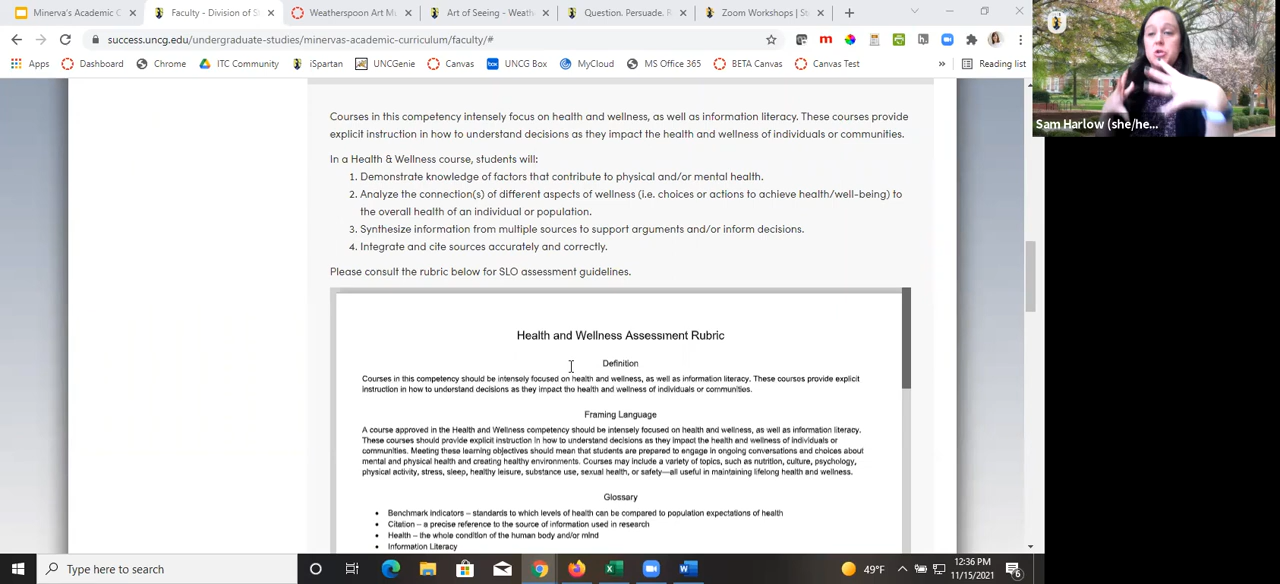 Minerva's Academic C
Faculty - Division of S
Weatherspoon Art M
Art of Seeing - Weath
Question. Persuade. R
Zoom Workshops | St
success.uncg.edu/undergraduate-studies/minervas-academic-curriculum/faculty/#
Apps
Dashboard
Chrome
ITC Community
iSpartan
UNCGenie
Canvas
UNCG Box
MyCloud
MS Office 365
BETA Canvas
Canvas Test
»
Reading list
Sam Harlow (she/he...
Courses in this competency intensely focus on health and wellness, as well as information literacy. These courses provide
explicit instruction in how to understand decisions as they impact the health and wellness of individuals or communities.
In a Health & Wellness course, students will:
1. Demonstrate knowledge of factors that contribute to physical and/or mental health.
2. Analyze the connection(s) of different aspects of wellness (i.e. choices or actions to achieve health/well-being) to
the overall health of an individual or population.
3. Synthesize information from multiple sources to support arguments and/or inform decisions.
4. Integrate and cite sources accurately and correctly.
Please consult the rubric below for SLO assessment guidelines.
Health and Wellness Assessment Rubric
Definition
Courses in this competency should be intensely focused on health and wellness, as well as information literacy. These courses provide explicit
instruction in how to understand decisions as they impact the health and wellness of individuals or communities.
Framing Language
A course approved in the Health and Wellness competency should be intensely focused on health and wellness, as well as information literacy.
These courses should provide explicit instruction in how to understand decisions as they impact the health and wellness of individuals or
communities. Meeting these learning objectives should mean that students are prepared to engage in ongoing conversations and choices about
mental and physical health and creating healthy environments. Courses may include a variety of topics, such as nutrition, culture, psychology,
physical activity, stress, sleep, healthy leisure, substance use, sexual health, or safety—all useful in maintaining lifelong health and wellness.
Glossary
• Benchmark indicators – standards to which levels of health can be compared to population expectations of health
• Citation – a precise reference to the source of information used in research
• Health – the whole condition of the human body and/or mind
• Information Literacy
Type here to search
49°F
12:36 PM
11/15/2021
6